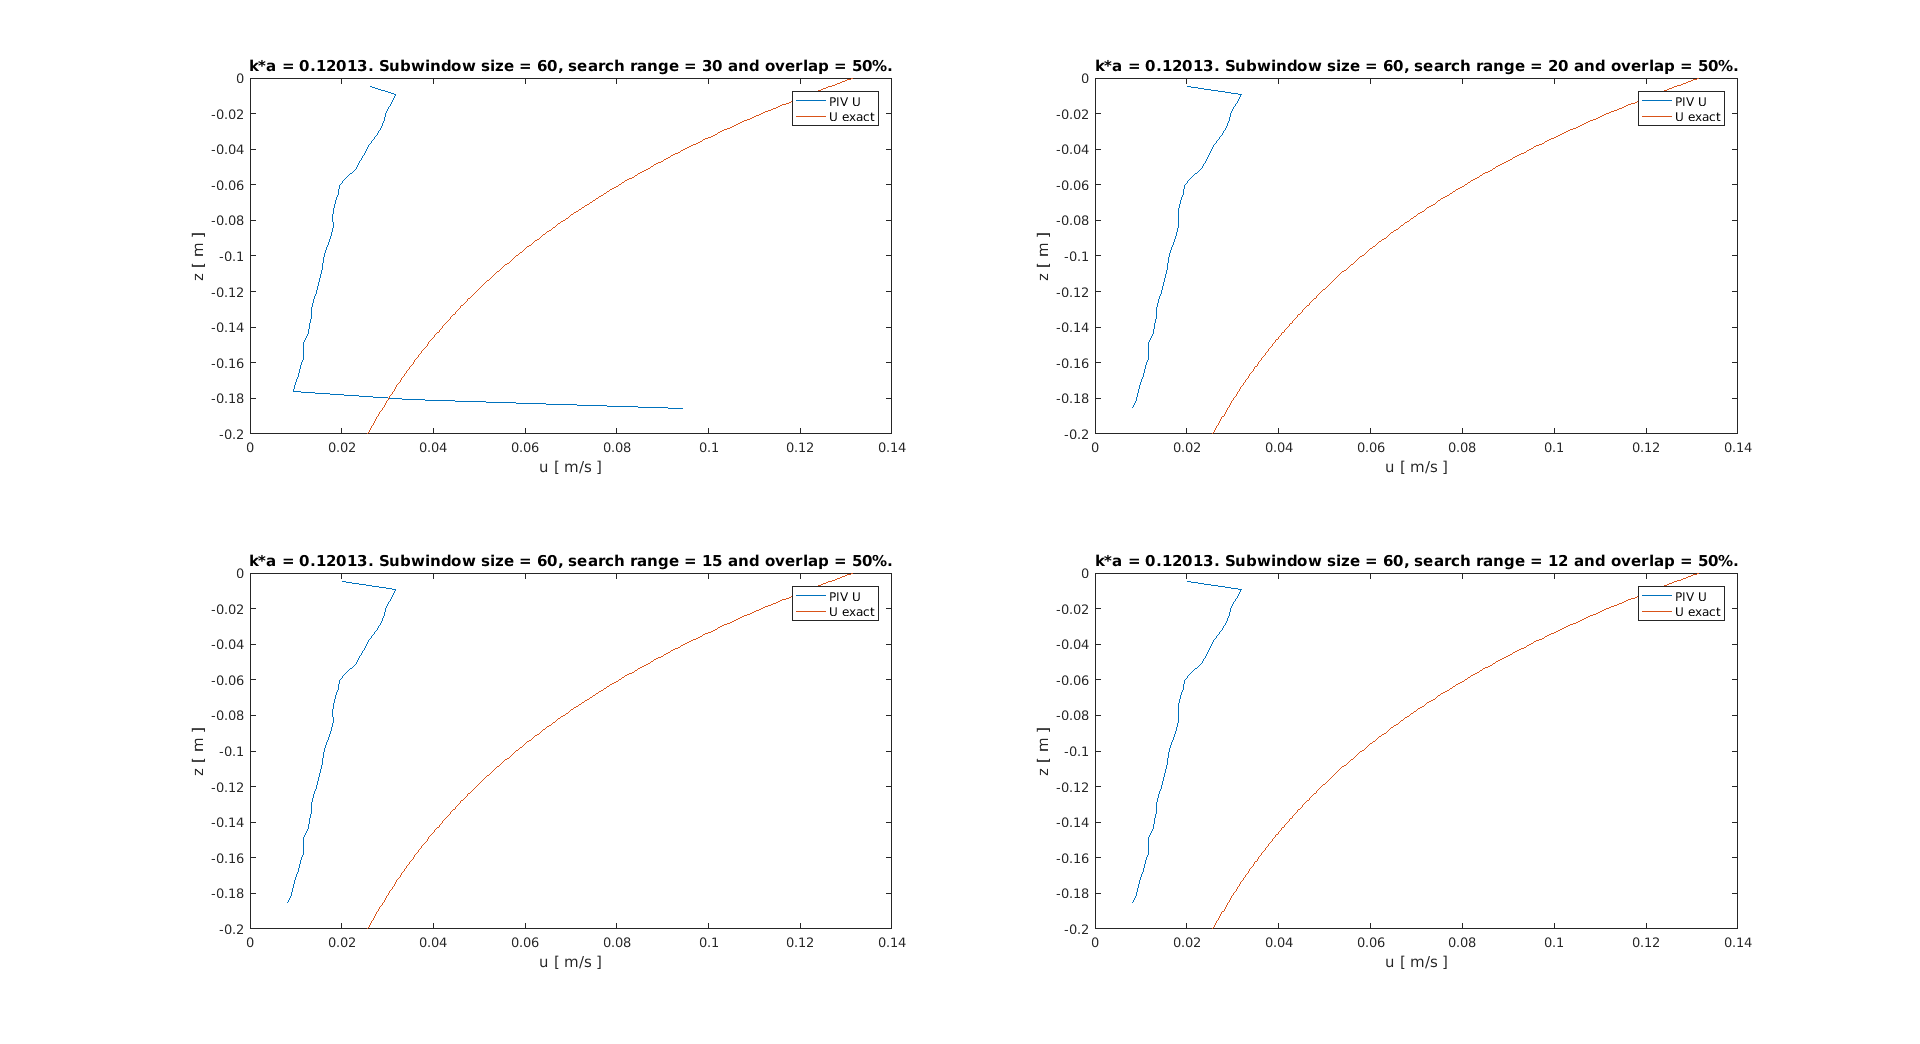 k*a = 0.12013. Subwindow size = 60, search range = 30 and overlap = 50%.
0
-0.02
-0.04
-0.06
-0.08
-0.1
-0.12
-0.14
-0.16
-0.18
-0.2
z [ m ]
PIV U
U exact
0 0.02 0.04 0.06 0.08 0.1 0.12 0.14
u [ m/s ]
k*a = 0.12013. Subwindow size = 60, search range = 20 and overlap = 50%.
0
-0.02
-0.04
-0.06
-0.08
-0.1
-0.12
-0.14
-0.16
-0.18
-0.2
z [ m ]
PIV U
U exact
0 0.02 0.04 0.06 0.08 0.1 0.12 0.14
u [ m/s ]
k*a = 0.12013. Subwindow size = 60, search range = 15 and overlap = 50%.
0
-0.02
-0.04
-0.06
-0.08
-0.1
-0.12
-0.14
-0.16
-0.18
-0.2
z [ m ]
PIV U
U exact
0 0.02 0.04 0.06 0.08 0.1 0.12 0.14
u [ m/s ]
k*a = 0.12013. Subwindow size = 60, search range = 12 and overlap = 50%.
0
-0.02
-0.04
-0.06
-0.08
-0.1
-0.12
-0.14
-0.16
-0.18
-0.2
z [ m ]
PIV U
U exact
0 0.02 0.04 0.06 0.08 0.1 0.12 0.14
u [ m/s ]